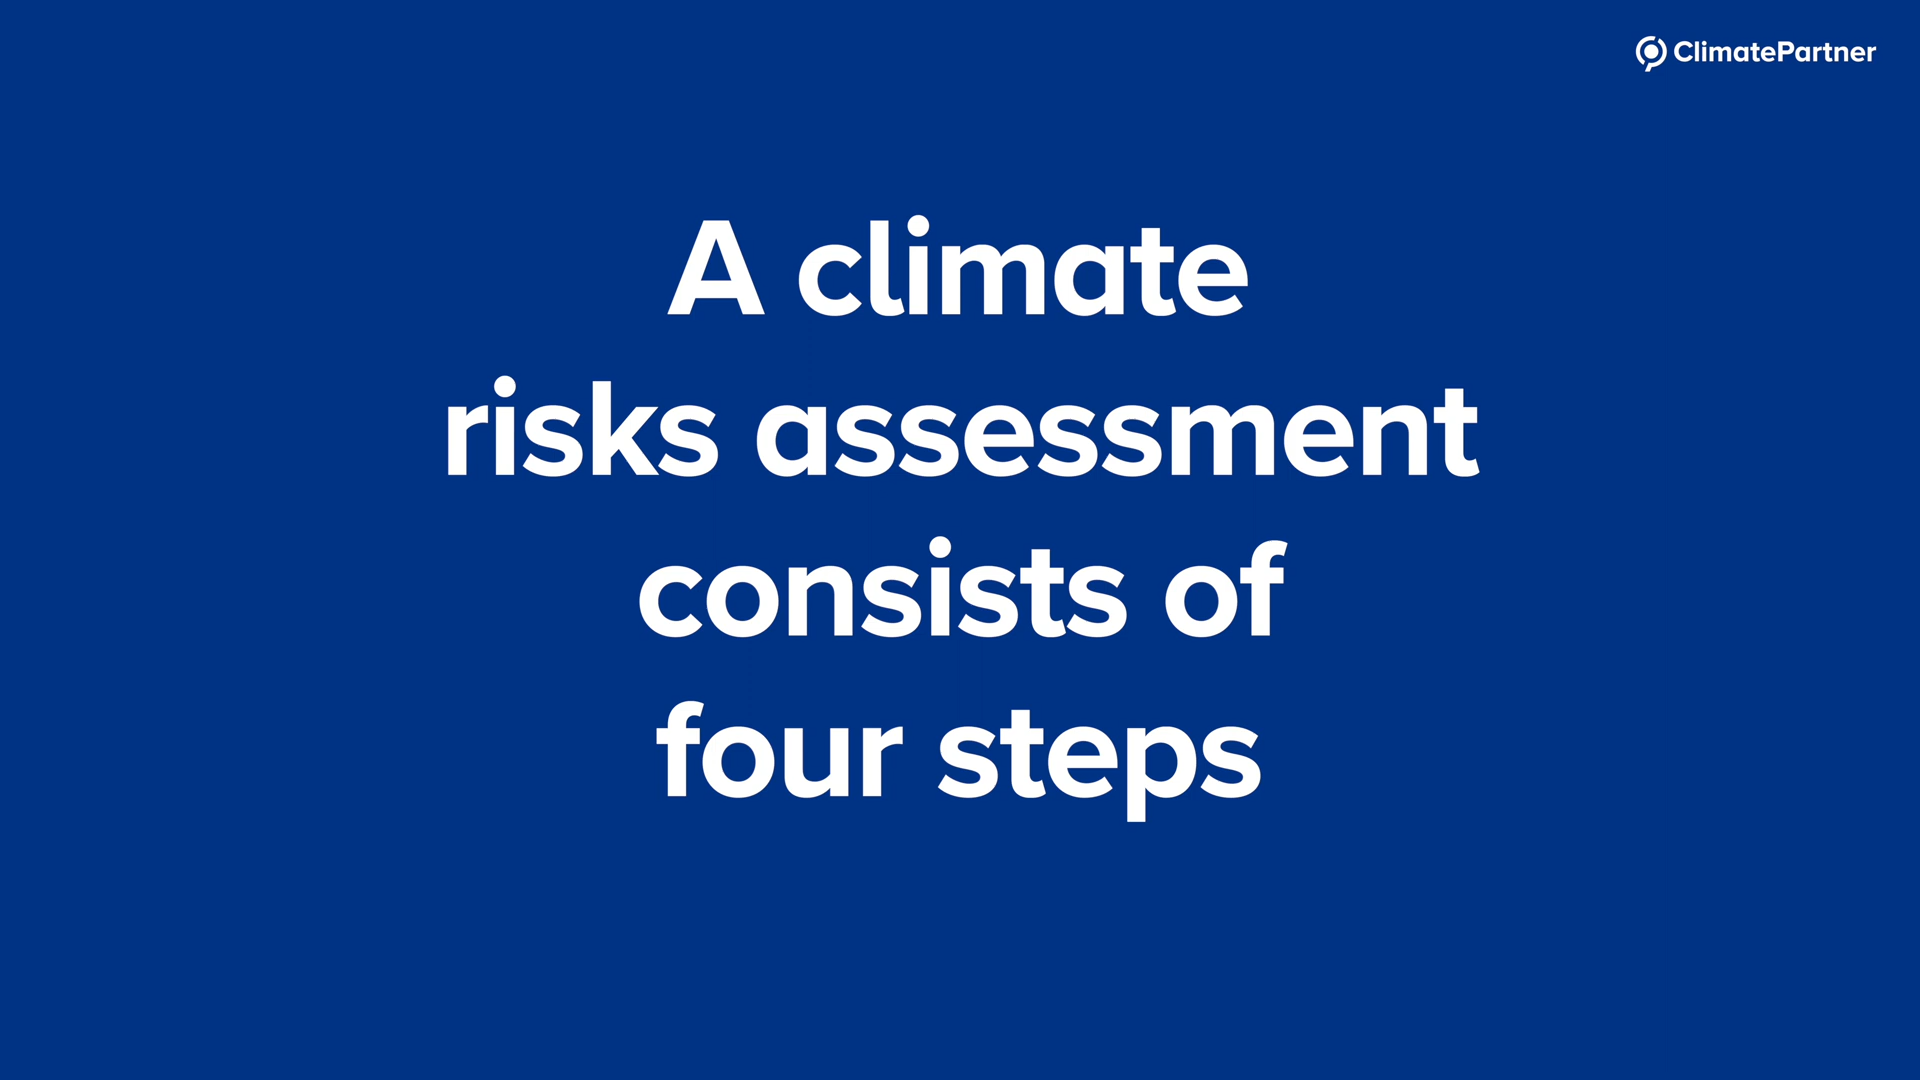 ClimatePartner
A climate
risks assessment
consists of
four steps